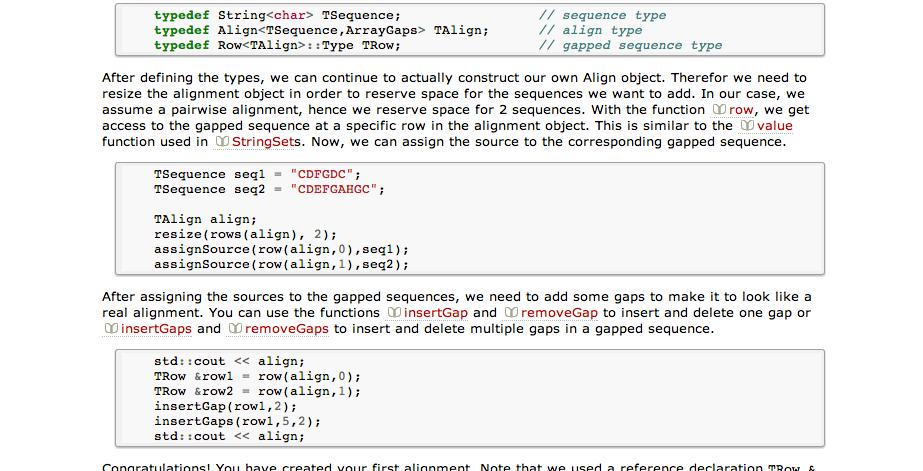 typedef String<char> TSequence; // sequence type
typedef Align<TSequence,ArrayGaps> TAlign; // align type
typedef Row<TAlign>::Type TRow; // gapped sequence type
After defining the types, we can continue to actually construct our own Align object. Therefor we need to
resize the alignment object in order to reserve space for the sequences we want to add. In our case, we
assume a pairwise alignment, hence we reserve space for 2 sequences. With the function row, we get
access to the gapped sequence at a specific row in the alignment object. This is similar to the value
function used in StringSets. Now, we can assign the source to the corresponding gapped sequence.
TSequence seq1 = "CDFGDC";
TSequence seq2 = "CDEFGAHGC";
TAlign align;
resize(rows(align), 2);
assignSource(row(align,0),seq1);
assignSource(row(align,1),seq2);
After assigning the sources to the gapped sequences, we need to add some gaps to make it to look like a
real alignment. You can use the functions insertGap and removeGap to insert and delete one gap or
insertGaps and removeGaps to insert and delete multiple gaps in a gapped sequence.
std::cout << align;
TRow &row1 = row(align,0);
TRow &row2 = row(align,1);
insertGap(row1,2);
insertGaps(row1,5,2);
std::cout << align;
Congratulations! You have created your first alignment. Note that we used a reference declaration TRow &